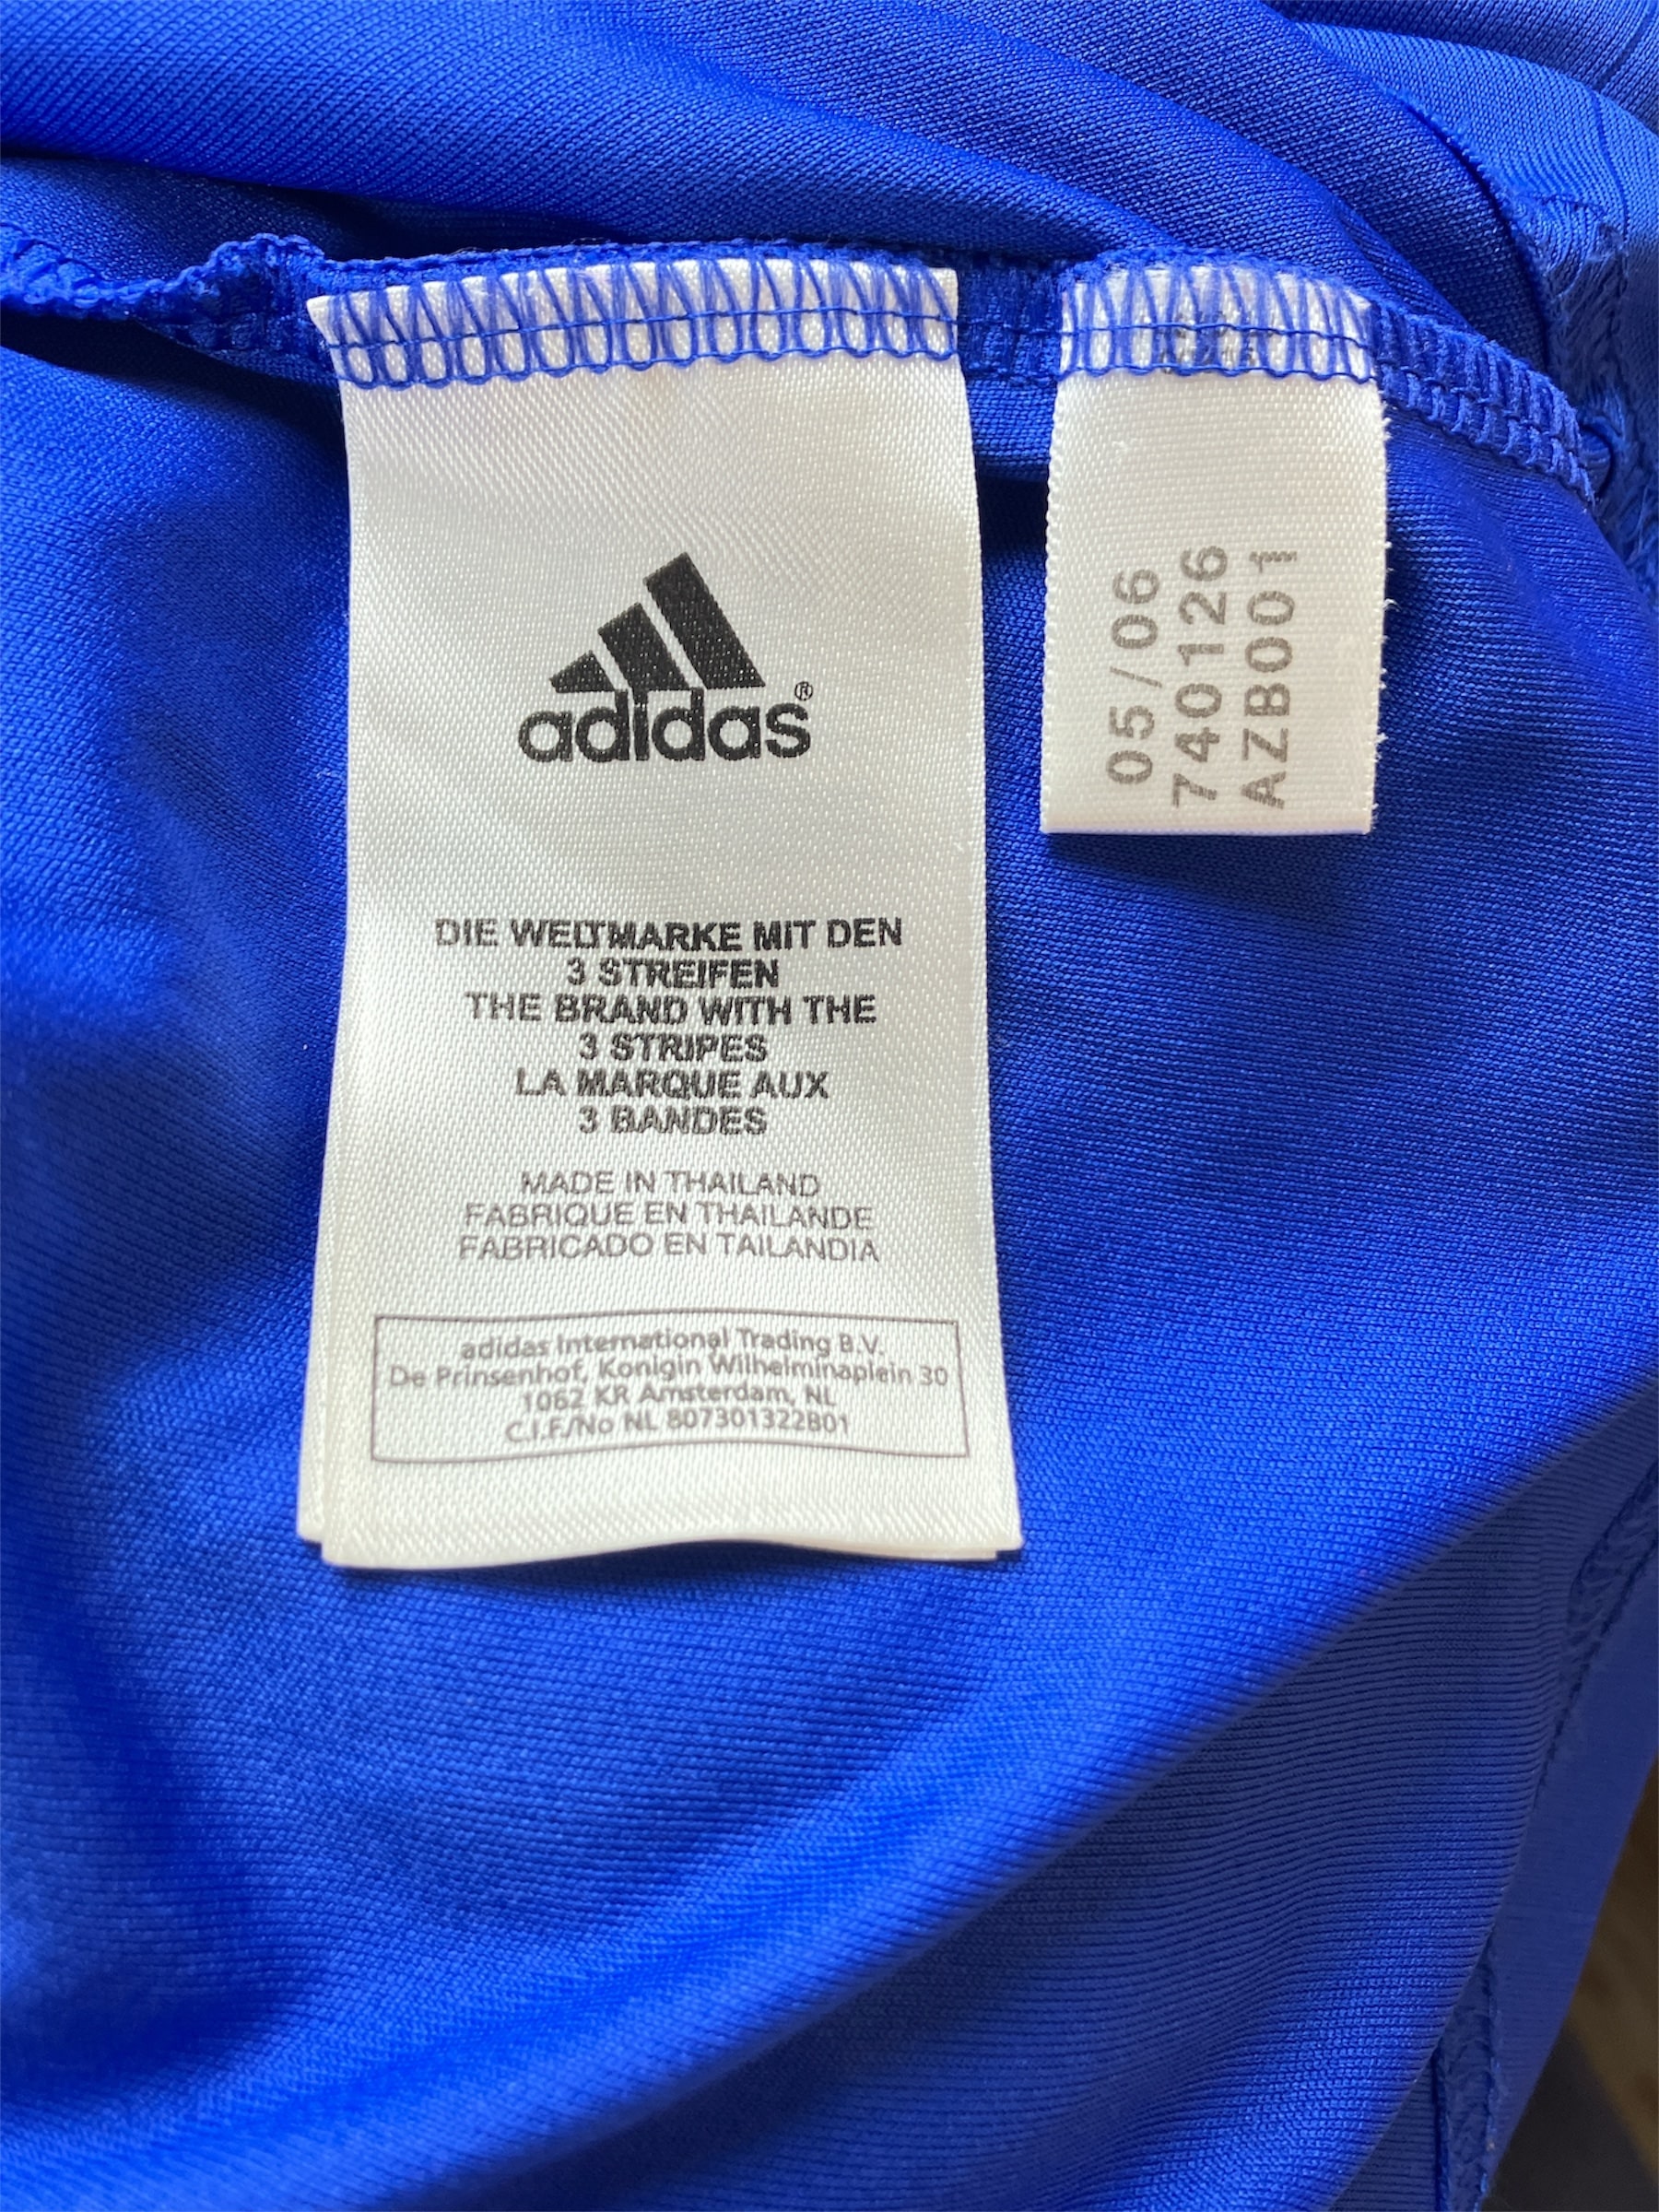 adidas®
DIE WELTMARKE MIT DEN
3 STREIFEN
THE BRAND WITH THE
3 STRIPES
LA MARQUE AUX
3 BANDES
MADE IN THAILAND
FABRIQUE EN THAILANDE
FABRICADO EN TAILANDIA
adidas International Trading B.V.
De Prinsenhof, Konigin Wilhelminaplein 30
1062 KR Amsterdam, NL
C.I.F./No NL 807301322B01
05/06
740126
AZB001